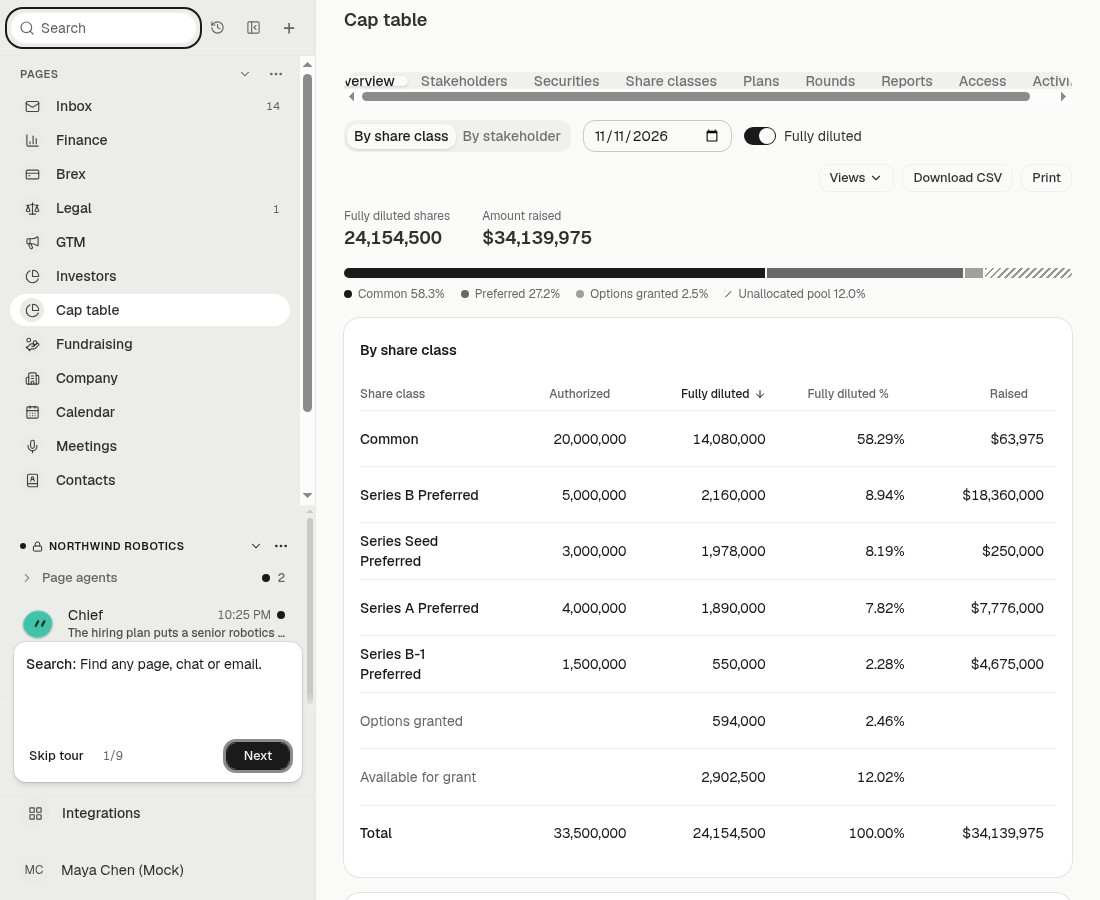 Search
PAGES
Inbox 14
Finance
Brex
Legal 1
GTM
Investors
Cap table
Fundraising
Company
Calendar
Meetings
Contacts
NORTHWIND ROBOTICS
Page agents 2
Chief 10:25 PM
The hiring plan puts a senior robotics …
Search: Find any page, chat or email.
Skip tour 1/9 Next
Integrations
MC Maya Chen (Mock)
Cap table
verview Stakeholders Securities Share classes Plans Rounds Reports Access Activi
By share class By stakeholder 11/11/2026 Fully diluted
Views Download CSV Print
Fully diluted shares Amount raised
24,154,500 $34,139,975
Common 58.3% Preferred 27.2% Options granted 2.5% Unallocated pool 12.0%
By share class
Share class Authorized Fully diluted ↓ Fully diluted % Raised
Common 20,000,000 14,080,000 58.29% $63,975
Series B Preferred 5,000,000 2,160,000 8.94% $18,360,000
Series Seed
Preferred 3,000,000 1,978,000 8.19% $250,000
Series A Preferred 4,000,000 1,890,000 7.82% $7,776,000
Series B-1
Preferred 1,500,000 550,000 2.28% $4,675,000
Options granted 594,000 2.46%
Available for grant 2,902,500 12.02%
Total 33,500,000 24,154,500 100.00% $34,139,975